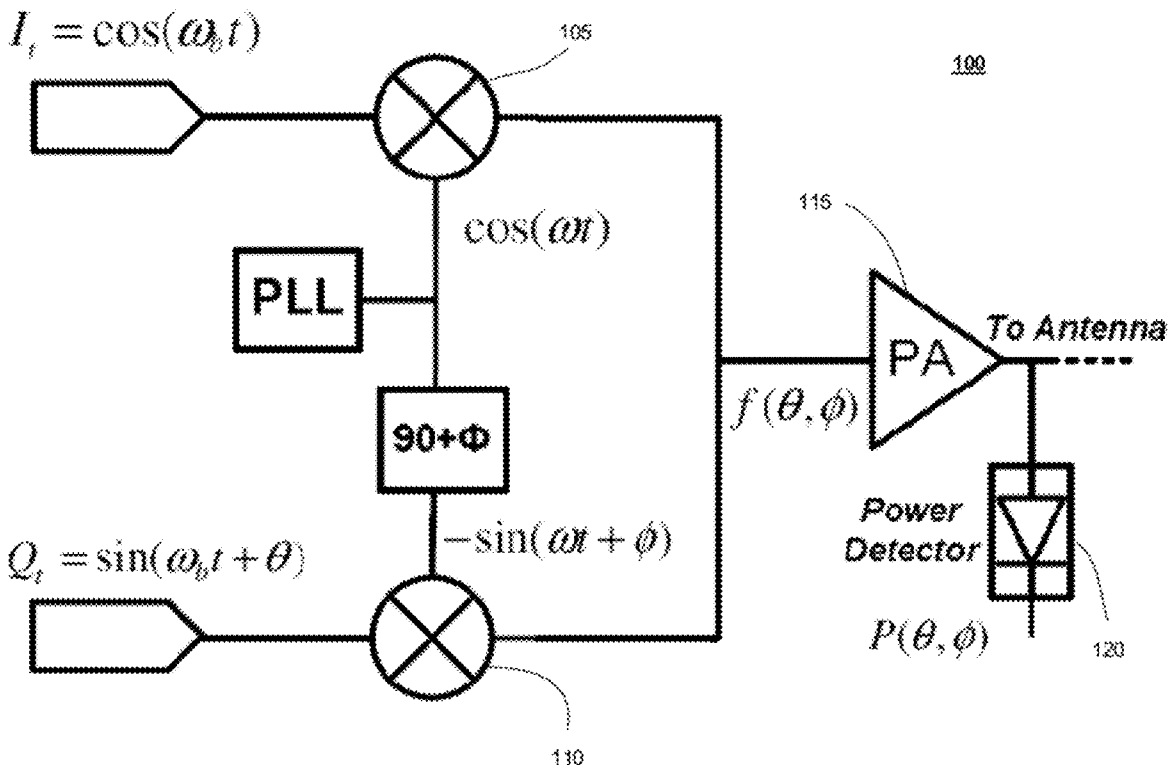 I_t = cos(ω_b t)
105
100
cos(ωt)
115
PLL
To Antenna
PA
f(θ,ϕ)
90+Φ
Power
Detector
-sin(ωt + ϕ)
Q_t = sin(ω_b t + θ)
P(θ,ϕ)
120
110